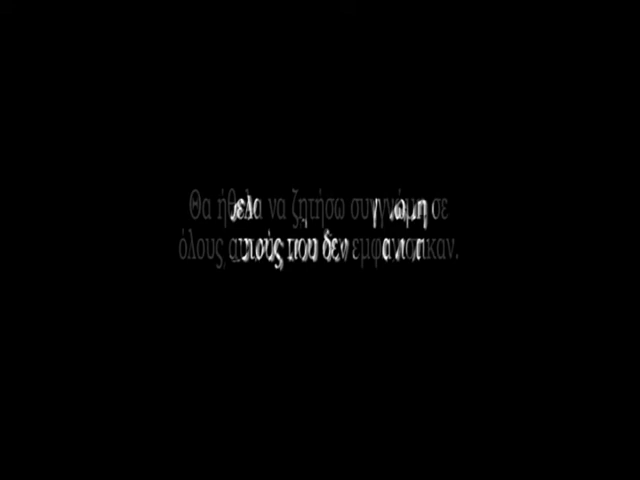 Θα ήθελα να ζητήσω συγγνώμη σε
όλους αυτούς που δεν εμφανίστηκαν.